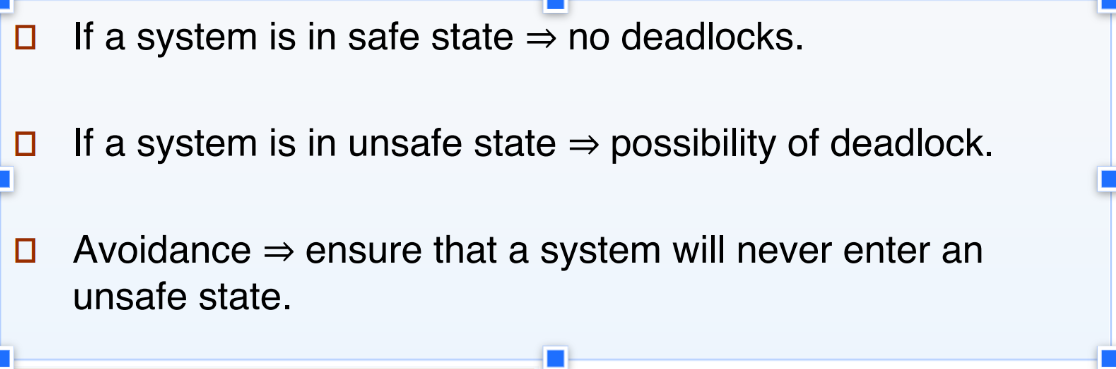 If a system is in safe state ⇒ no deadlocks.
If a system is in unsafe state ⇒ possibility of deadlock.
Avoidance ⇒ ensure that a system will never enter an
unsafe state.